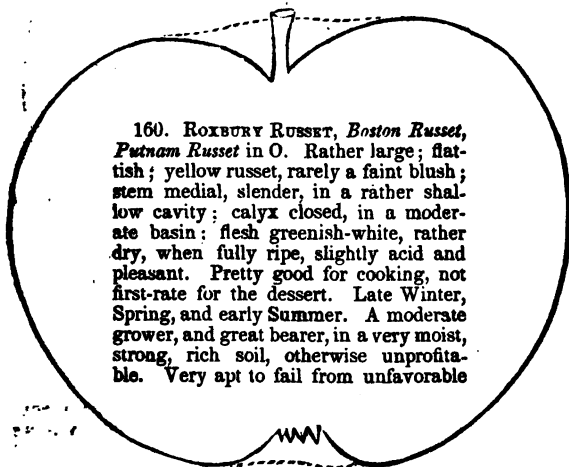 160. ROXBURY RUSSET, Boston Russet,
Putnam Russet in O. Rather large; flat-
tish; yellow russet, rarely a faint blush;
stem medial, slender, in a rather shal-
low cavity; calyx closed, in a moder-
ate basin; flesh greenish-white, rather
dry, when fully ripe, slightly acid and
pleasant. Pretty good for cooking, not
first-rate for the dessert. Late Winter,
Spring, and early Summer. A moderate
grower, and great bearer, in a very moist,
strong, rich soil, otherwise unprofita-
ble. Very apt to fail from unfavorable